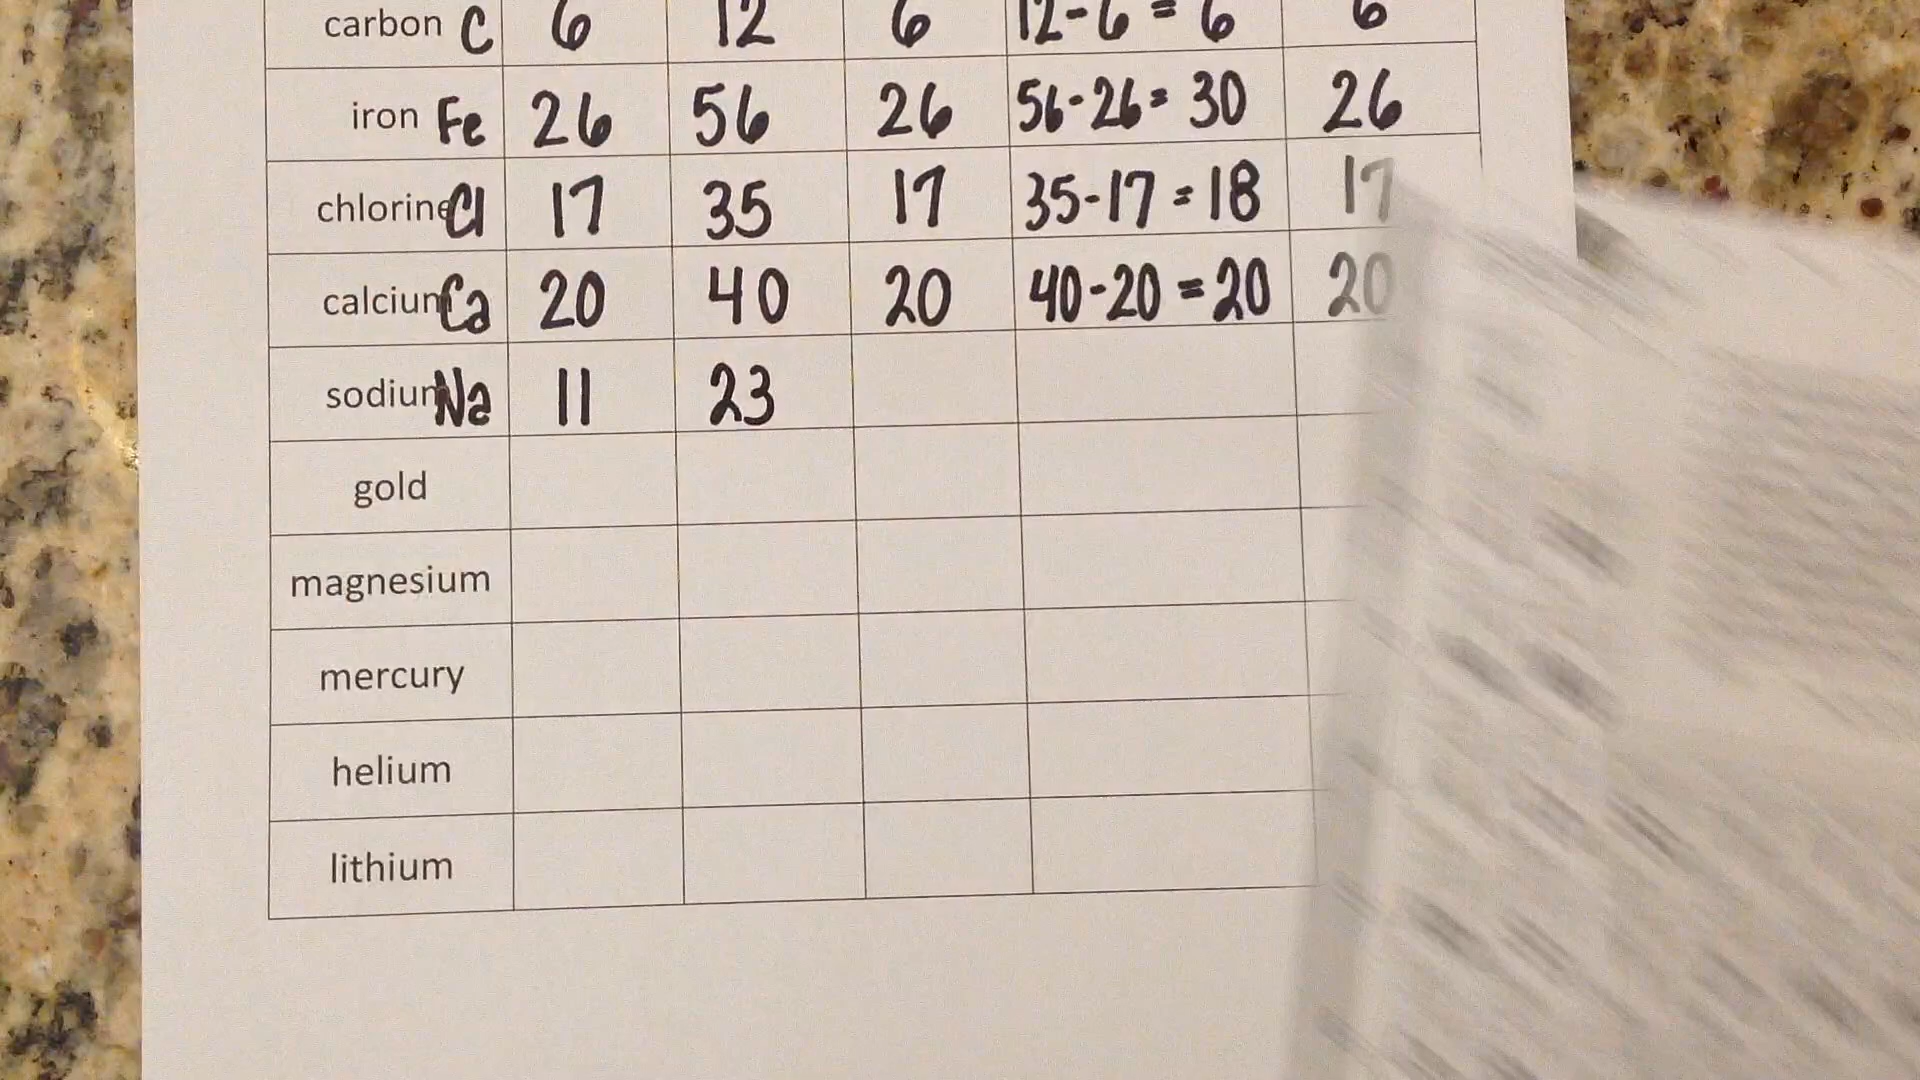 carbon C 6 12 6 12-6 = 6 6
iron Fe 26 56 26 56-26= 30 26
chlorine Cl 17 35 17 35-17 = 18 17
calcium Ca 20 40 20 40-20 = 20 20
sodium Na 11 23
gold
magnesium
mercury
helium
lithium